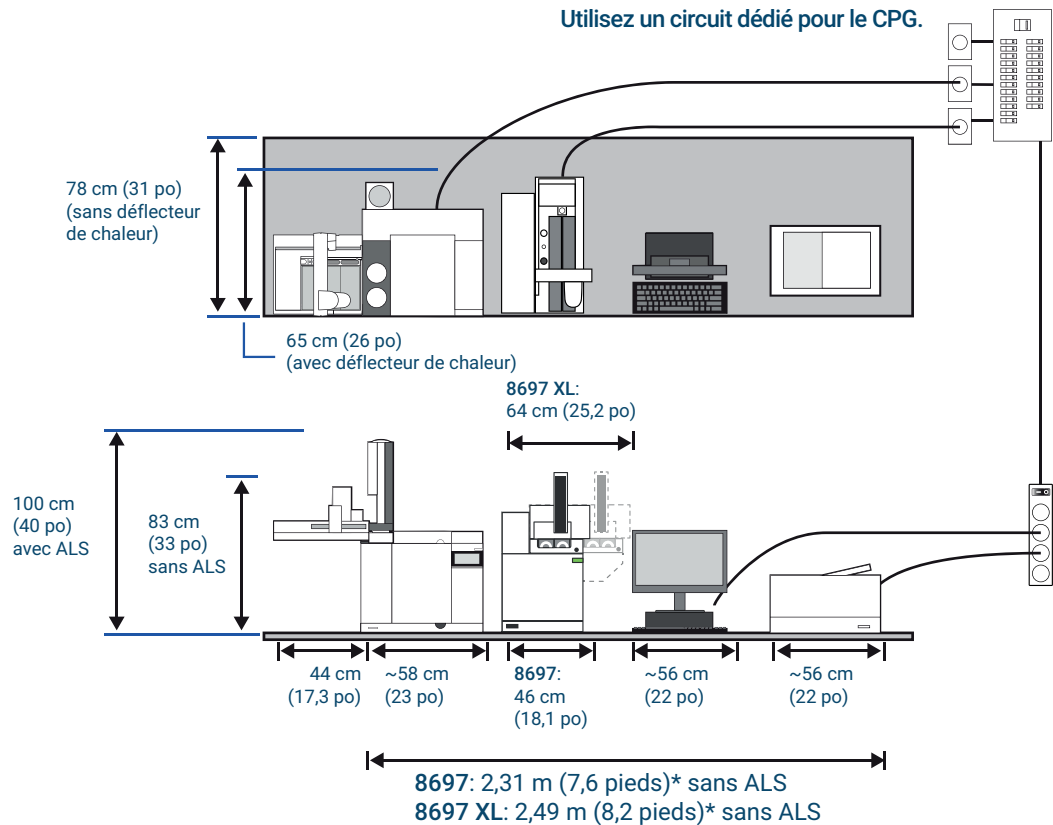 Utilisez un circuit dédié pour le CPG.
78 cm (31 po)
(sans déflecteur
de chaleur)
65 cm (26 po)
(avec déflecteur de chaleur)
8697 XL:
64 cm (25,2 po)
100 cm
(40 po)
avec ALS
83 cm
(33 po)
sans ALS
44 cm
(17,3 po)
~58 cm
(23 po)
8697:
46 cm
(18,1 po)
~56 cm
(22 po)
~56 cm
(22 po)
8697: 2,31 m (7,6 pieds)* sans ALS
8697 XL: 2,49 m (8,2 pieds)* sans ALS